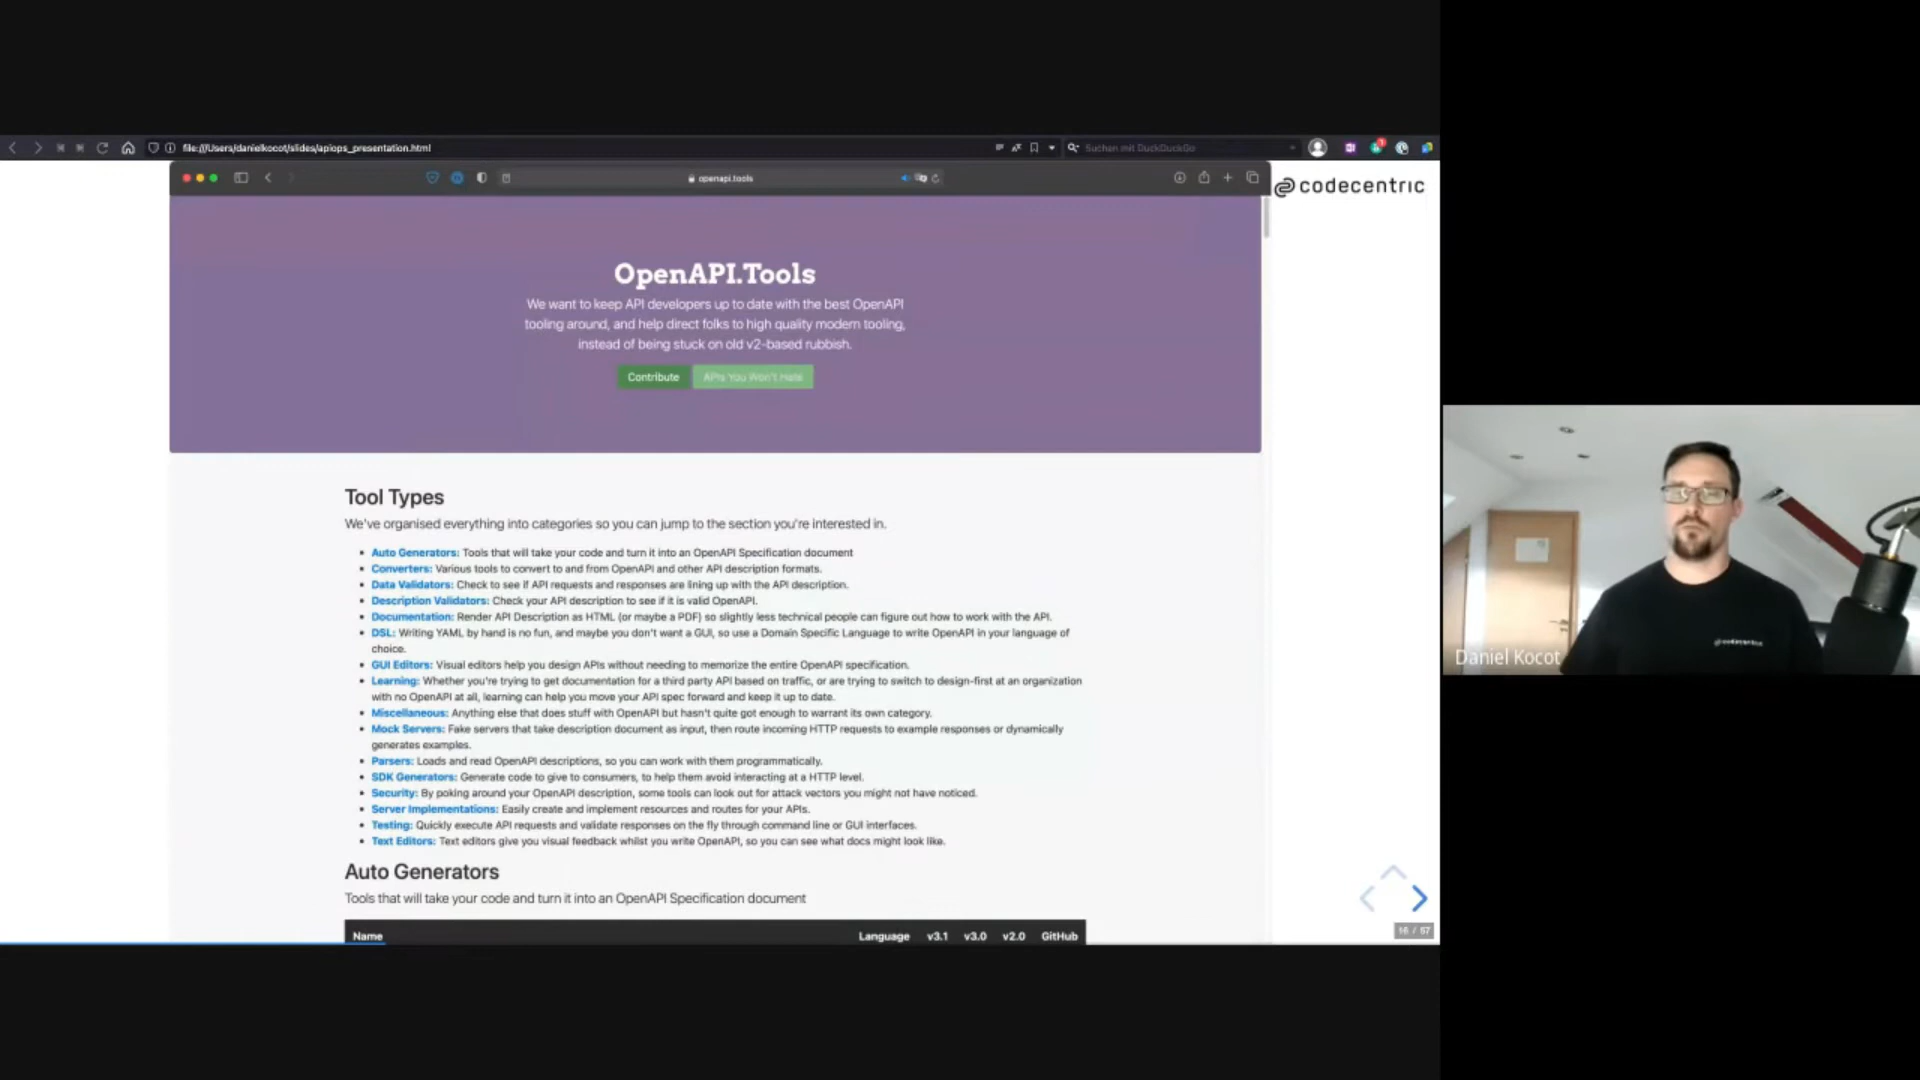 file:///Users/danielkocot/slides/apiops_presentation.html
Suchen mit DuckDuckGo
openapi.tools
codecentric
OpenAPI.Tools
We want to keep API developers up to date with the best OpenAPI
tooling around, and help direct folks to high quality modern tooling,
instead of being stuck on old v2-based rubbish.
Contribute
APIs You Won't Hate
Tool Types
We've organised everything into categories so you can jump to the section you're interested in.
• Auto Generators: Tools that will take your code and turn it into an OpenAPI Specification document
• Converters: Various tools to convert to and from OpenAPI and other API description formats.
• Data Validators: Check to see if API requests and responses are lining up with the API description.
• Description Validators: Check your API description to see if it is valid OpenAPI.
• Documentation: Render API Description as HTML (or maybe a PDF) so slightly less technical people can figure out how to work with the API.
• DSL: Writing YAML by hand is no fun, and maybe you don't want a GUI, so use a Domain Specific Language to write OpenAPI in your language of
choice.
• GUI Editors: Visual editors help you design APIs without needing to memorize the entire OpenAPI specification.
• Learning: Whether you're trying to get documentation for a third party API based on traffic, or are trying to switch to design-first at an organization
with no OpenAPI at all, learning can help you move your API spec forward and keep it up to date.
• Miscellaneous: Anything else that does stuff with OpenAPI but hasn't quite got enough to warrant its own category.
• Mock Servers: Fake servers that take description document as input, then route incoming HTTP requests to example responses or dynamically
generates examples.
• Parsers: Loads and read OpenAPI descriptions, so you can work with them programmatically.
• SDK Generators: Generate code to give to consumers, to help them avoid interacting at a HTTP level.
• Security: By poking around your OpenAPI description, some tools can look out for attack vectors you might not have noticed.
• Server Implementations: Easily create and implement resources and routes for your APIs.
• Testing: Quickly execute API requests and validate responses on the fly through command line or GUI interfaces.
• Text Editors: Text editors give you visual feedback whilst you write OpenAPI, so you can see what docs might look like.
Auto Generators
Tools that will take your code and turn it into an OpenAPI Specification document
Name Language v3.1 v3.0 v2.0 GitHub
16 / 57
codecentric
Daniel Kocot